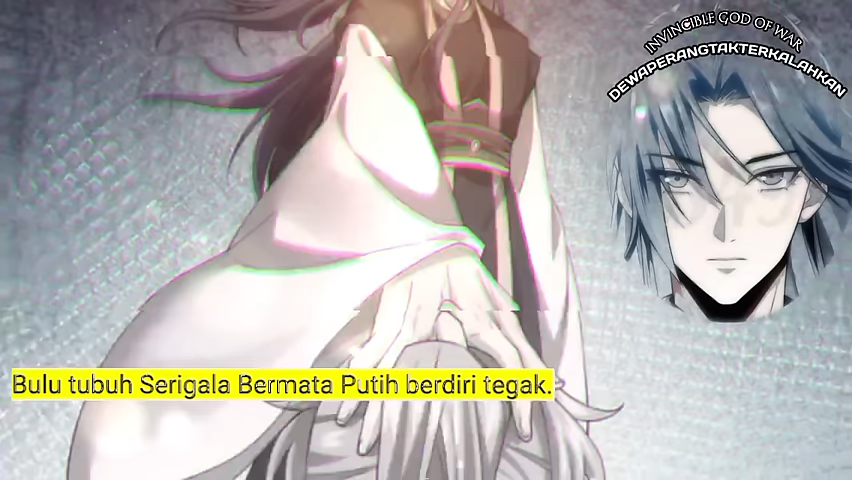 INVINCIBLE GOD OF WAR
DEWAPERANGTAKTERKALAHKAN
Bulu tubuh Serigala Bermata Putih berdiri tegak.